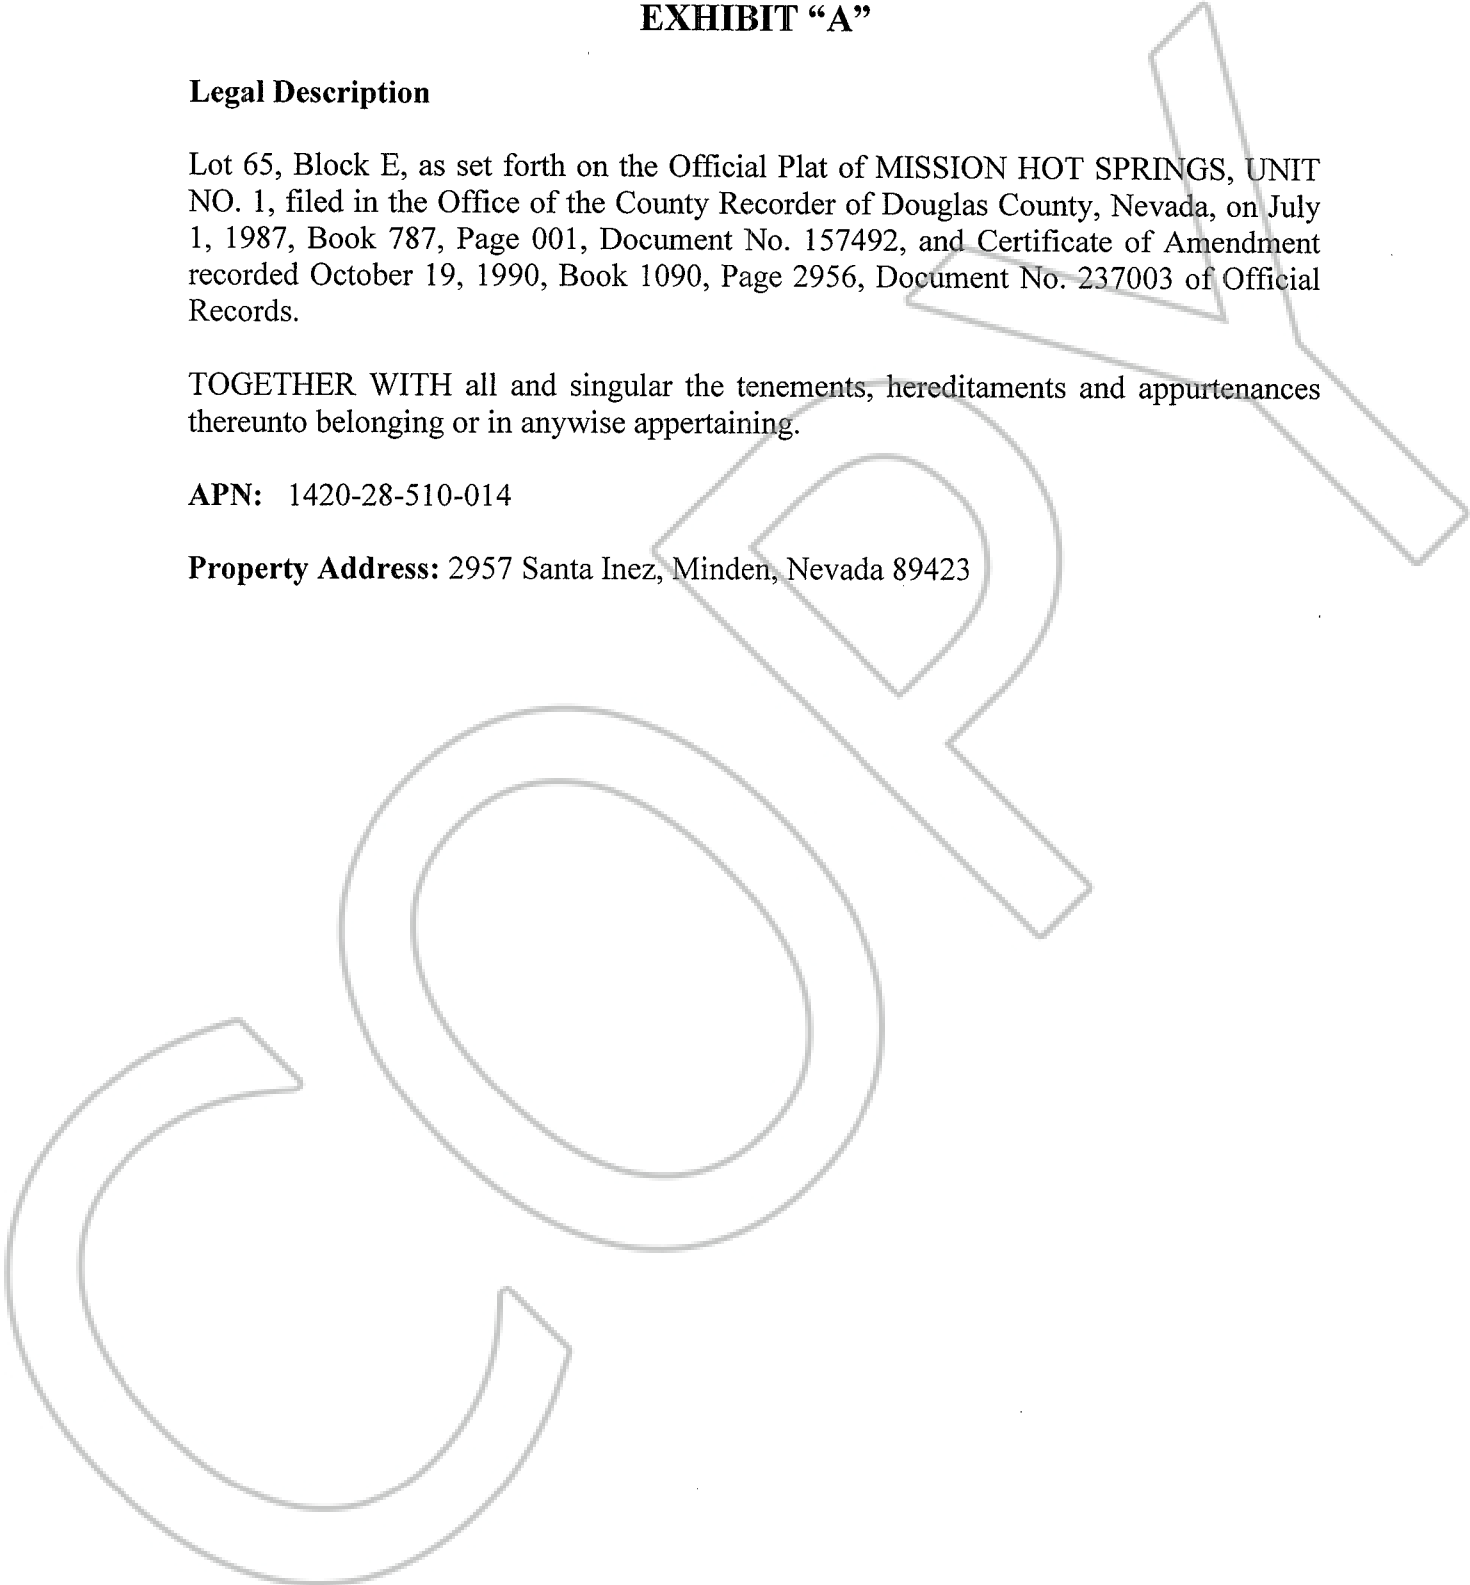 EXHIBIT “A”
Legal Description
Lot 65, Block E, as set forth on the Official Plat of MISSION HOT SPRINGS, UNIT
NO. 1, filed in the Office of the County Recorder of Douglas County, Nevada, on July
1, 1987, Book 787, Page 001, Document No. 157492, and Certificate of Amendment
recorded October 19, 1990, Book 1090, Page 2956, Document No. 237003 of Official
Records.
TOGETHER WITH all and singular the tenements, hereditaments and appurtenances
thereunto belonging or in anywise appertaining.
APN: 1420-28-510-014
Property Address: 2957 Santa Inez, Minden, Nevada 89423
COPY